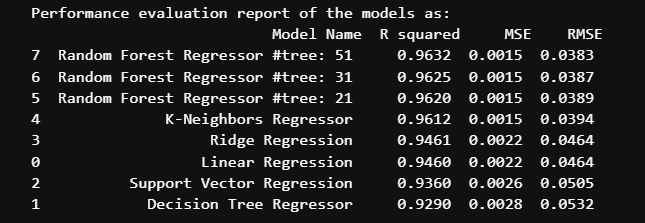 Performance evaluation report of the models as:
Model Name R squared MSE RMSE
7 Random Forest Regressor #tree: 51 0.9632 0.0015 0.0383
6 Random Forest Regressor #tree: 31 0.9625 0.0015 0.0387
5 Random Forest Regressor #tree: 21 0.9620 0.0015 0.0389
4 K-Neighbors Regressor 0.9612 0.0015 0.0394
3 Ridge Regression 0.9461 0.0022 0.0464
0 Linear Regression 0.9460 0.0022 0.0464
2 Support Vector Regression 0.9360 0.0026 0.0505
1 Decision Tree Regressor 0.9290 0.0028 0.0532